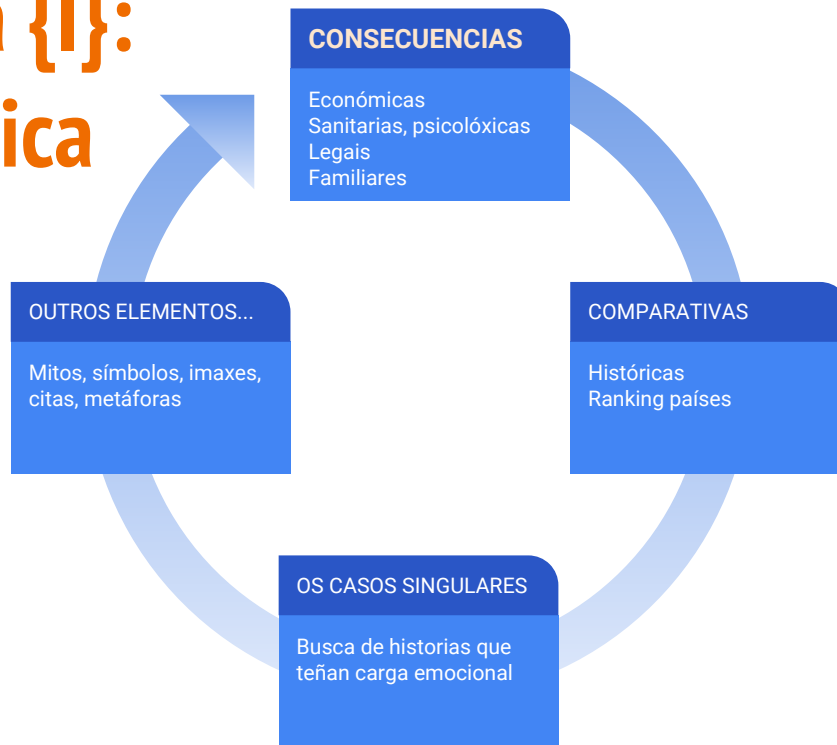 {I}:
ica
CONSECUENCIAS
Económicas
Sanitarias, psicolóxicas
Legais
Familiares
COMPARATIVAS
Históricas
Ranking países
OS CASOS SINGULARES
Busca de historias que
teñan carga emocional
OUTROS ELEMENTOS...
Mitos, símbolos, imaxes,
citas, metáforas